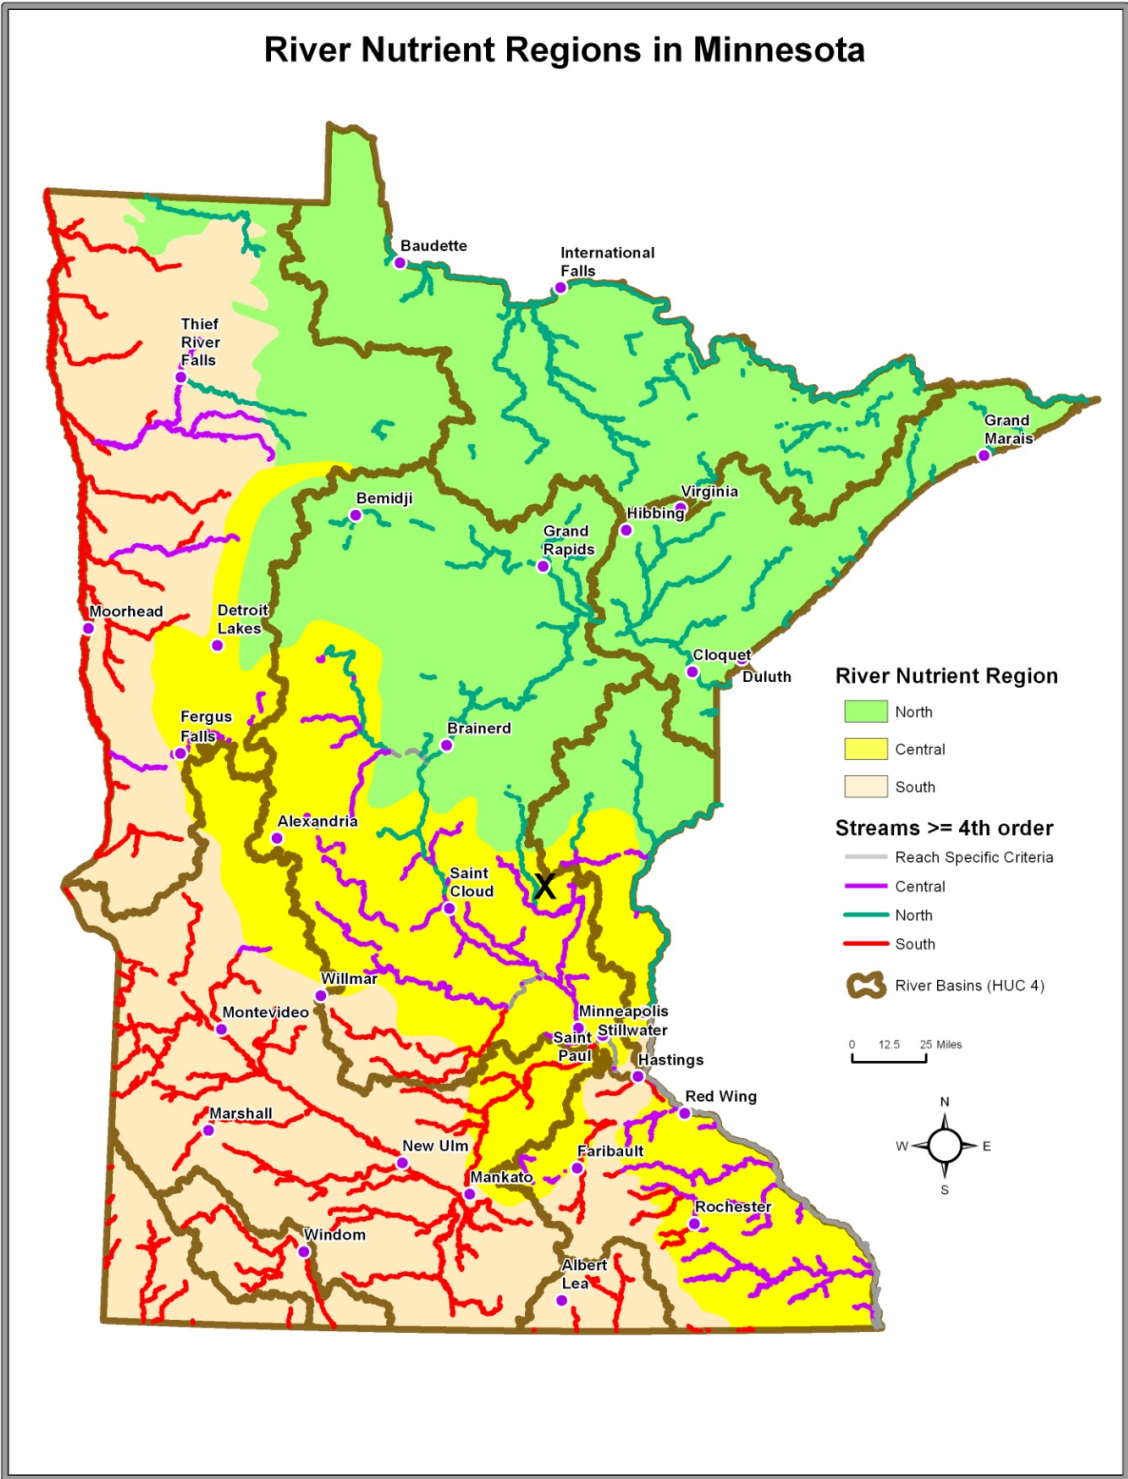 River Nutrient Regions in Minnesota
Baudette
International
Falls
Thief
River
Falls
Grand
Marais
Bemidji
Virginia
Hibbing
Grand
Rapids
Moorhead
Detroit
Lakes
Cloquet
Duluth
Fergus
Falls
Brainerd
Alexandria
Saint
Cloud
X
Willmar
Montevideo
Minneapolis
Stillwater
Saint
Paul
Hastings
Red Wing
Marshall
New Ulm
Faribault
Mankato
Rochester
Windom
Albert
Lea
River Nutrient Region
North
Central
South
Streams >= 4th order
Reach Specific Criteria
Central
North
South
River Basins (HUC 4)
0 12.5 25 Miles
N
W E
S